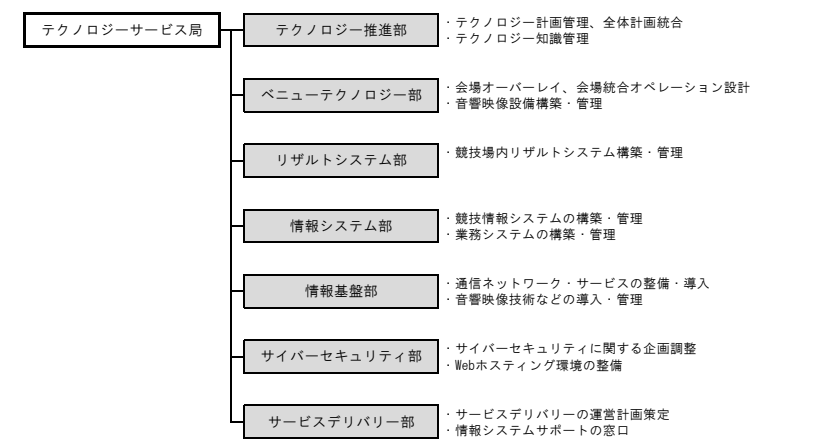 テクノロジーサービス局
テクノロジー推進部
・テクノロジー計画管理、全体計画統合
・テクノロジー知識管理
ベニューテクノロジー部
・会場オーバーレイ、会場統合オペレーション設計
・音響映像設備構築・管理
リザルトシステム部
・競技場内リザルトシステム構築・管理
情報システム部
・競技情報システムの構築・管理
・業務システムの構築・管理
情報基盤部
・通信ネットワーク・サービスの整備・導入
・音響映像技術などの導入・管理
サイバーセキュリティ部
・サイバーセキュリティに関する企画調整
・Webホスティング環境の整備
サービスデリバリー部
・サービスデリバリーの運営計画策定
・情報システムサポートの窓口